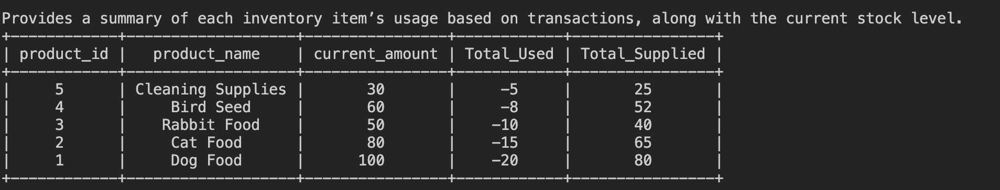 Provides a summary of each inventory item’s usage based on transactions, along with the current stock level.
+------------+-------------------+----------------+------------+----------------+
| product_id |   product_name    | current_amount | Total_Used | Total_Supplied |
+------------+-------------------+----------------+------------+----------------+
|     5      | Cleaning Supplies |       30       |     -5     |       25       |
|     4      |     Bird Seed     |       60       |     -8     |       52       |
|     3      |    Rabbit Food    |       50       |    -10     |       40       |
|     2      |     Cat Food      |       80       |    -15     |       65       |
|     1      |     Dog Food      |      100       |    -20     |       80       |
+------------+-------------------+----------------+------------+----------------+